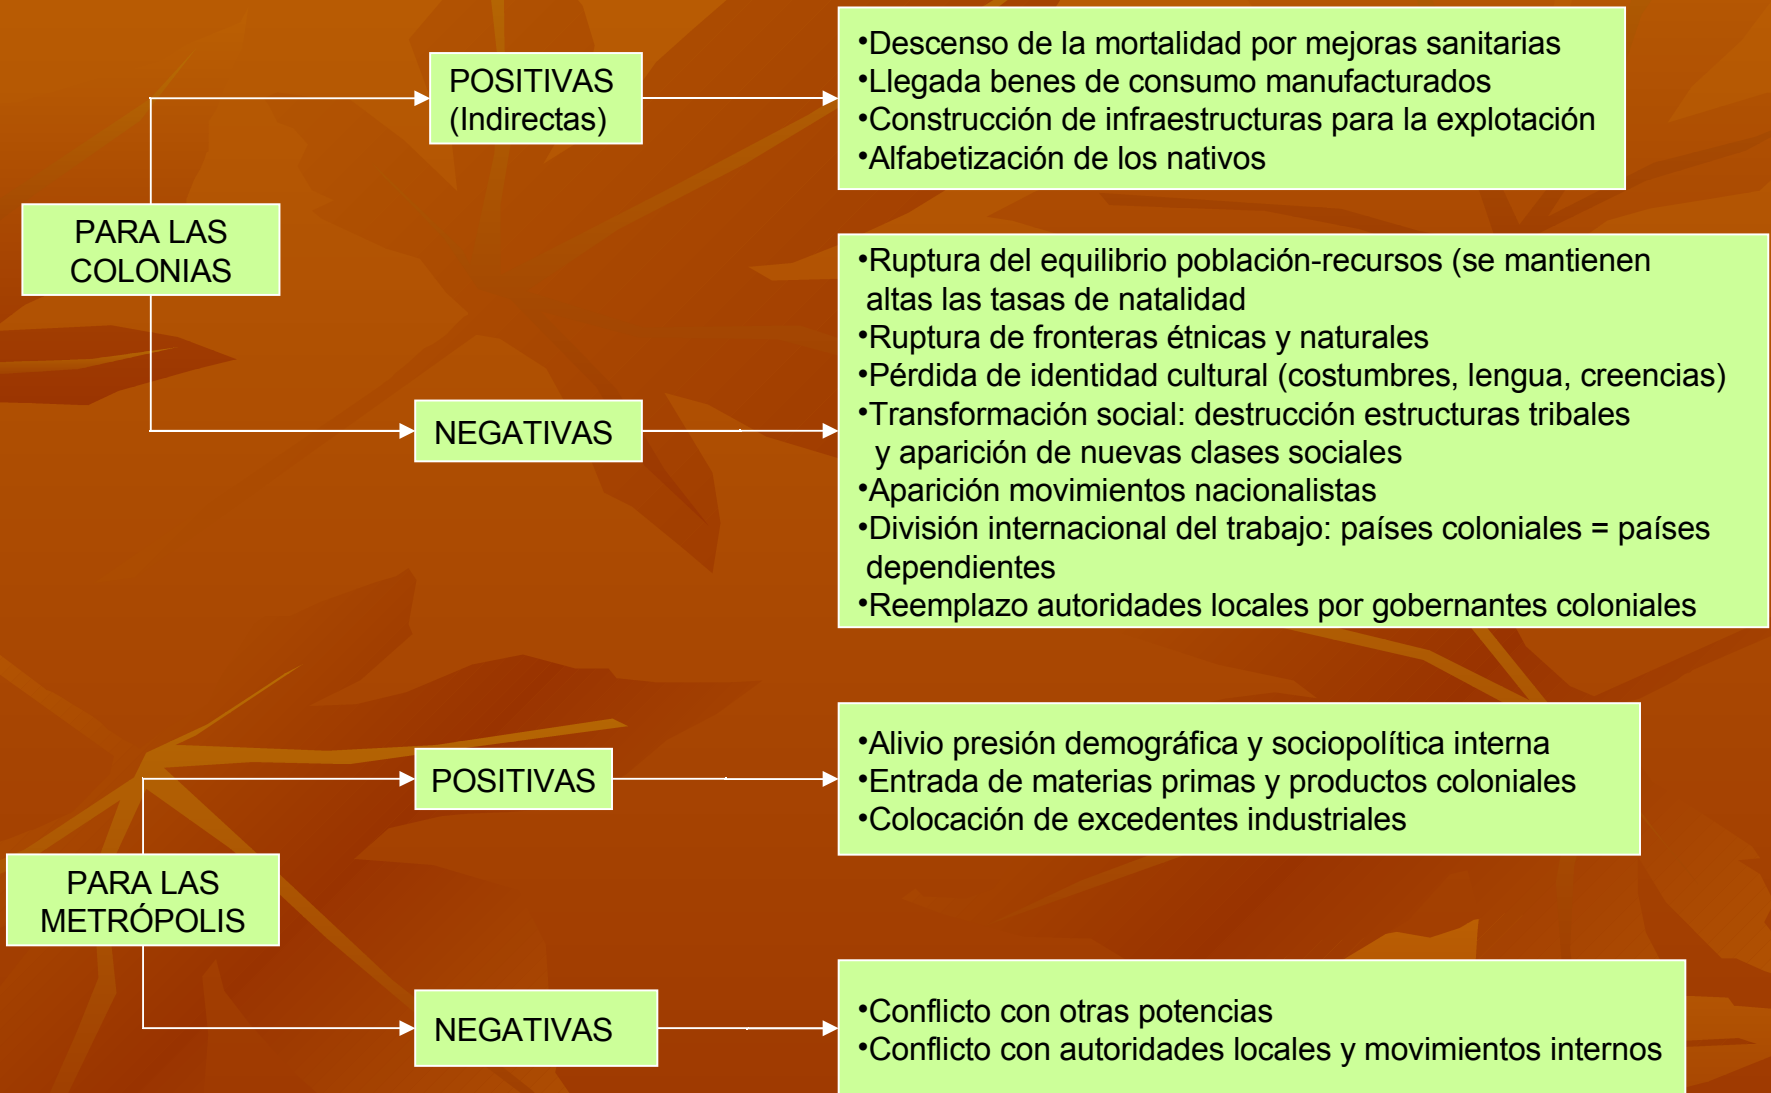 PARA LAS
COLONIAS
POSITIVAS
(Indirectas)
•Descenso de la mortalidad por mejoras sanitarias
•Llegada benes de consumo manufacturados
•Construcción de infraestructuras para la explotación
•Alfabetización de los nativos
NEGATIVAS
•Ruptura del equilibrio población-recursos (se mantienen
altas las tasas de natalidad
•Ruptura de fronteras étnicas y naturales
•Pérdida de identidad cultural (costumbres, lengua, creencias)
•Transformación social: destrucción estructuras tribales
y aparición de nuevas clases sociales
•Aparición movimientos nacionalistas
•División internacional del trabajo: países coloniales = países
dependientes
•Reemplazo autoridades locales por gobernantes coloniales
PARA LAS
METRÓPOLIS
POSITIVAS
•Alivio presión demográfica y sociopolítica interna
•Entrada de materias primas y productos coloniales
•Colocación de excedentes industriales
NEGATIVAS
•Conflicto con otras potencias
•Conflicto con autoridades locales y movimientos internos